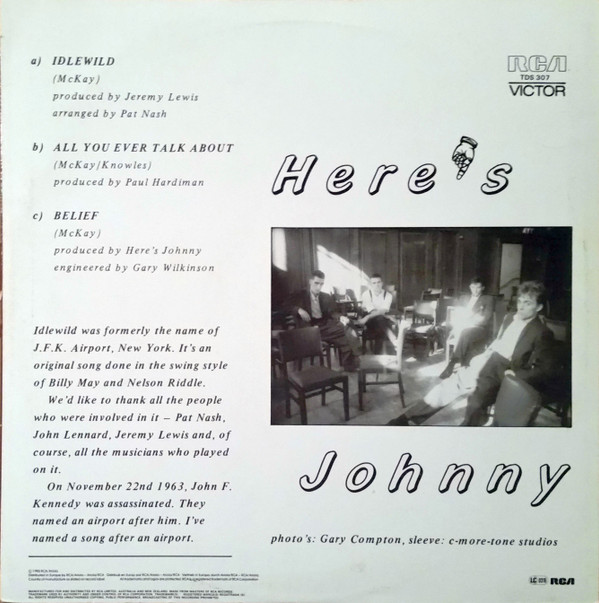 a) IDLEWILD
(McKay)
produced by Jeremy Lewis
arranged by Pat Nash
b) ALL YOU EVER TALK ABOUT
(McKay/Knowles)
produced by Paul Hardiman
c) BELIEF
(McKay)
produced by Here's Johnny
engineered by Gary Wilkinson
RCA
TDS 307
VICTOR
Here's
Idlewild was formerly the name of
J.F.K. Airport, New York. It's an
original song done in the swing style
of Billy May and Nelson Riddle.
We'd like to thank all the people
who were involved in it – Pat Nash,
John Lennard, Jeremy Lewis and, of
course, all the musicians who played
on it.
On November 22nd 1963, John F.
Kennedy was assassinated. They
named an airport after him. I've
named a song after an airport.
Johnny
photo's: Gary Compton, sleeve: c-more-tone studios
RCA